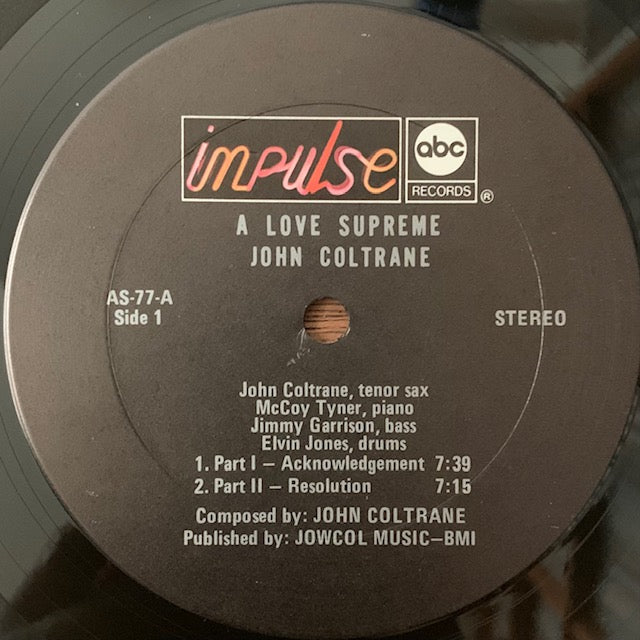 impulse abc
RECORDS ®
A LOVE SUPREME
JOHN COLTRANE
AS-77-A
Side 1
STEREO
John Coltrane, tenor sax
McCoy Tyner, piano
Jimmy Garrison, bass
Elvin Jones, drums
1. Part I – Acknowledgement 7:39
2. Part II – Resolution 7:15
Composed by: JOHN COLTRANE
Published by: JOWCOL MUSIC–BMI